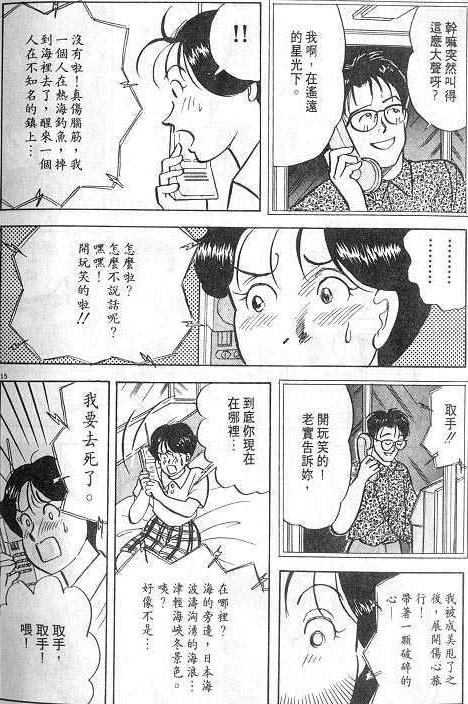 幹嘛突然叫得
這麼大聲呀?
我啊,在遙遠
的星光下。
!!
沒有啦!真傷腦筋,我
一個人在熱海釣魚,掉
到海裡去了,醒來一個
人在不知名的鎮上…
………
怎麼啦?
怎麼不說話呢?
嘿嘿!
開玩笑的啦!!
15
取手!!
開玩笑的!
老實告訴妳,
我被成美甩了之
後,展開傷心旅
行!
帶著一顆破碎的
心—
到底你現在
在哪裡…
在哪裡?
海的旁邊,日本海
波濤洶湧的海浪…
津輕海峽冬景色。
咦?
好像不是…
我要去死了。
取手,
取手!
喂!